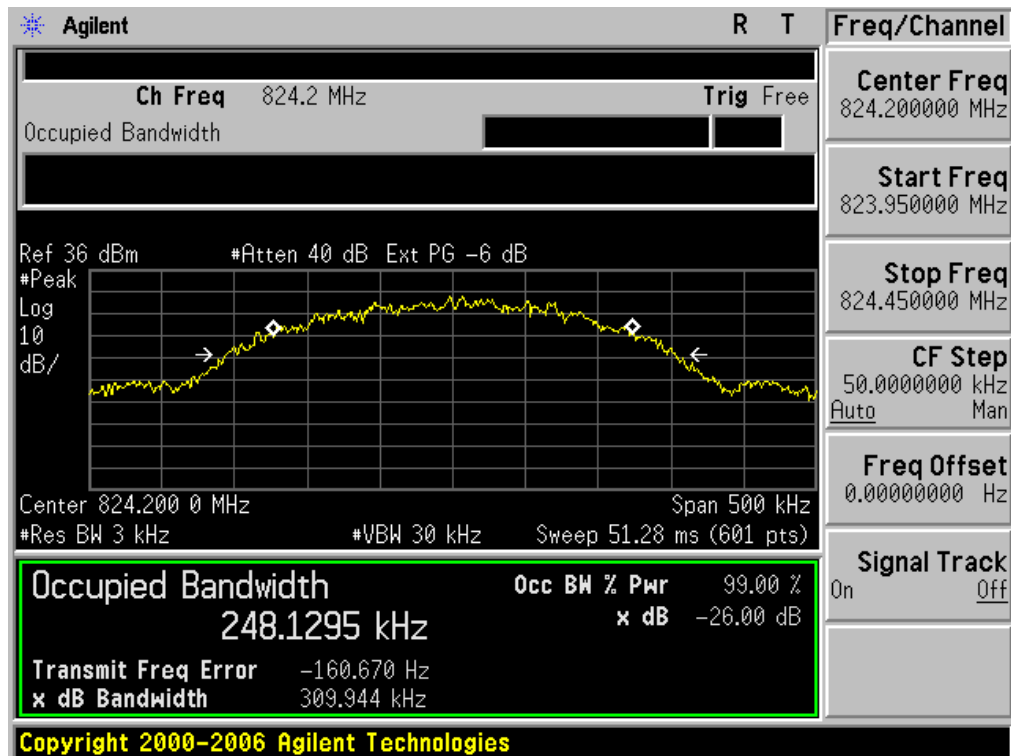 Agilent R T
Ch Freq 824.2 MHz Trig Free
Occupied Bandwidth
Ref 36 dBm #Atten 40 dB Ext PG -6 dB
#Peak
Log
10
dB/
Center 824.200 0 MHz Span 500 kHz
#Res BW 3 kHz #VBW 30 kHz Sweep 51.28 ms (601 pts)
Occupied Bandwidth Occ BW % Pwr 99.00 %
248.1295 kHz x dB -26.00 dB
Transmit Freq Error -160.670 Hz
x dB Bandwidth 309.944 kHz
Copyright 2000-2006 Agilent Technologies
Freq/Channel
Center Freq
824.200000 MHz
Start Freq
823.950000 MHz
Stop Freq
824.450000 MHz
CF Step
50.0000000 kHz
Auto Man
Freq Offset
0.00000000 Hz
Signal Track
On Off